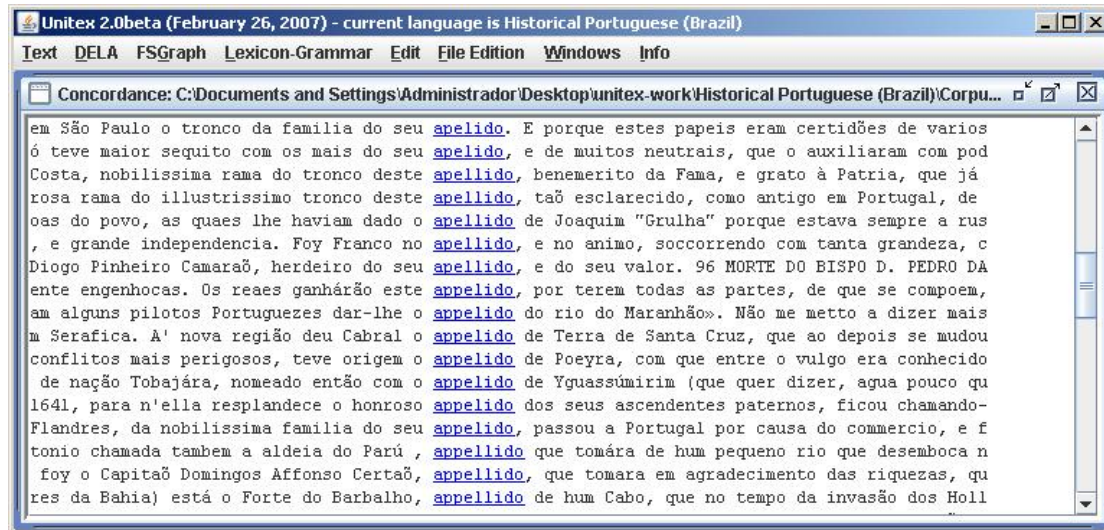 Unitex 2.0beta (February 26, 2007) - current language is Historical Portuguese (Brazil)
Text DELA FSGraph Lexicon-Grammar Edit File Edition Windows Info
Concordance: C:\Documents and Settings\Administrador\Desktop\unitex-work\Historical Portuguese (Brazil)\Corpu...
em São Paulo o tronco da familia do seu apelido. E porque estes papeis eram certidões de varios
ó teve maior sequito com os mais do seu apelido, e de muitos neutrais, que o auxiliaram com pod
Costa, nobilissima rama do tronco deste apellido, benemerito da Fama, e grato à Patria, que já
rosa rama do illustrissimo tronco deste apellido, taõ esclarecido, como antigo em Portugal, de
oas do povo, as quaes lhe haviam dado o apellido de Joaquim "Grulha" porque estava sempre a rus
, e grande independencia. Foy Franco no apellido, e no animo, soccorrendo com tanta grandeza, c
Diogo Pinheiro Camaraõ, herdeiro do seu apellido, e do seu valor. 96 MORTE DO BISPO D. PEDRO DA
ente engenhocas. Os reaes ganhárão este appelido, por terem todas as partes, de que se compoem,
am alguns pilotos Portuguezes dar-lhe o appelido do rio do Maranhão». Não me metto a dizer mais
m Serafica. A' nova região deu Cabral o appelido de Terra de Santa Cruz, que ao depois se mudou
conflitos mais perigosos, teve origem o appelido de Poeyra, com que entre o vulgo era conhecido
de nação Tobajára, nomeado então com o appelido de Yguassúmirim (que quer dizer, agua pouco qu
1641, para n'ella resplandece o honroso appelido dos seus ascendentes paternos, ficou chamando-
Flandres, da nobilissima familia do seu appelido, passou a Portugal por causa do commercio, e f
tonio chamada tambem a aldeia do Parú , appellido que tomára de hum pequeno rio que desemboca n
foy o Capitaõ Domingos Affonso Certaõ, appellido, que tomara em agradecimento das riquezas, qu
res da Bahia) está o Forte do Barbalho, appellido de hum Cabo, que no tempo da invasão dos Holl